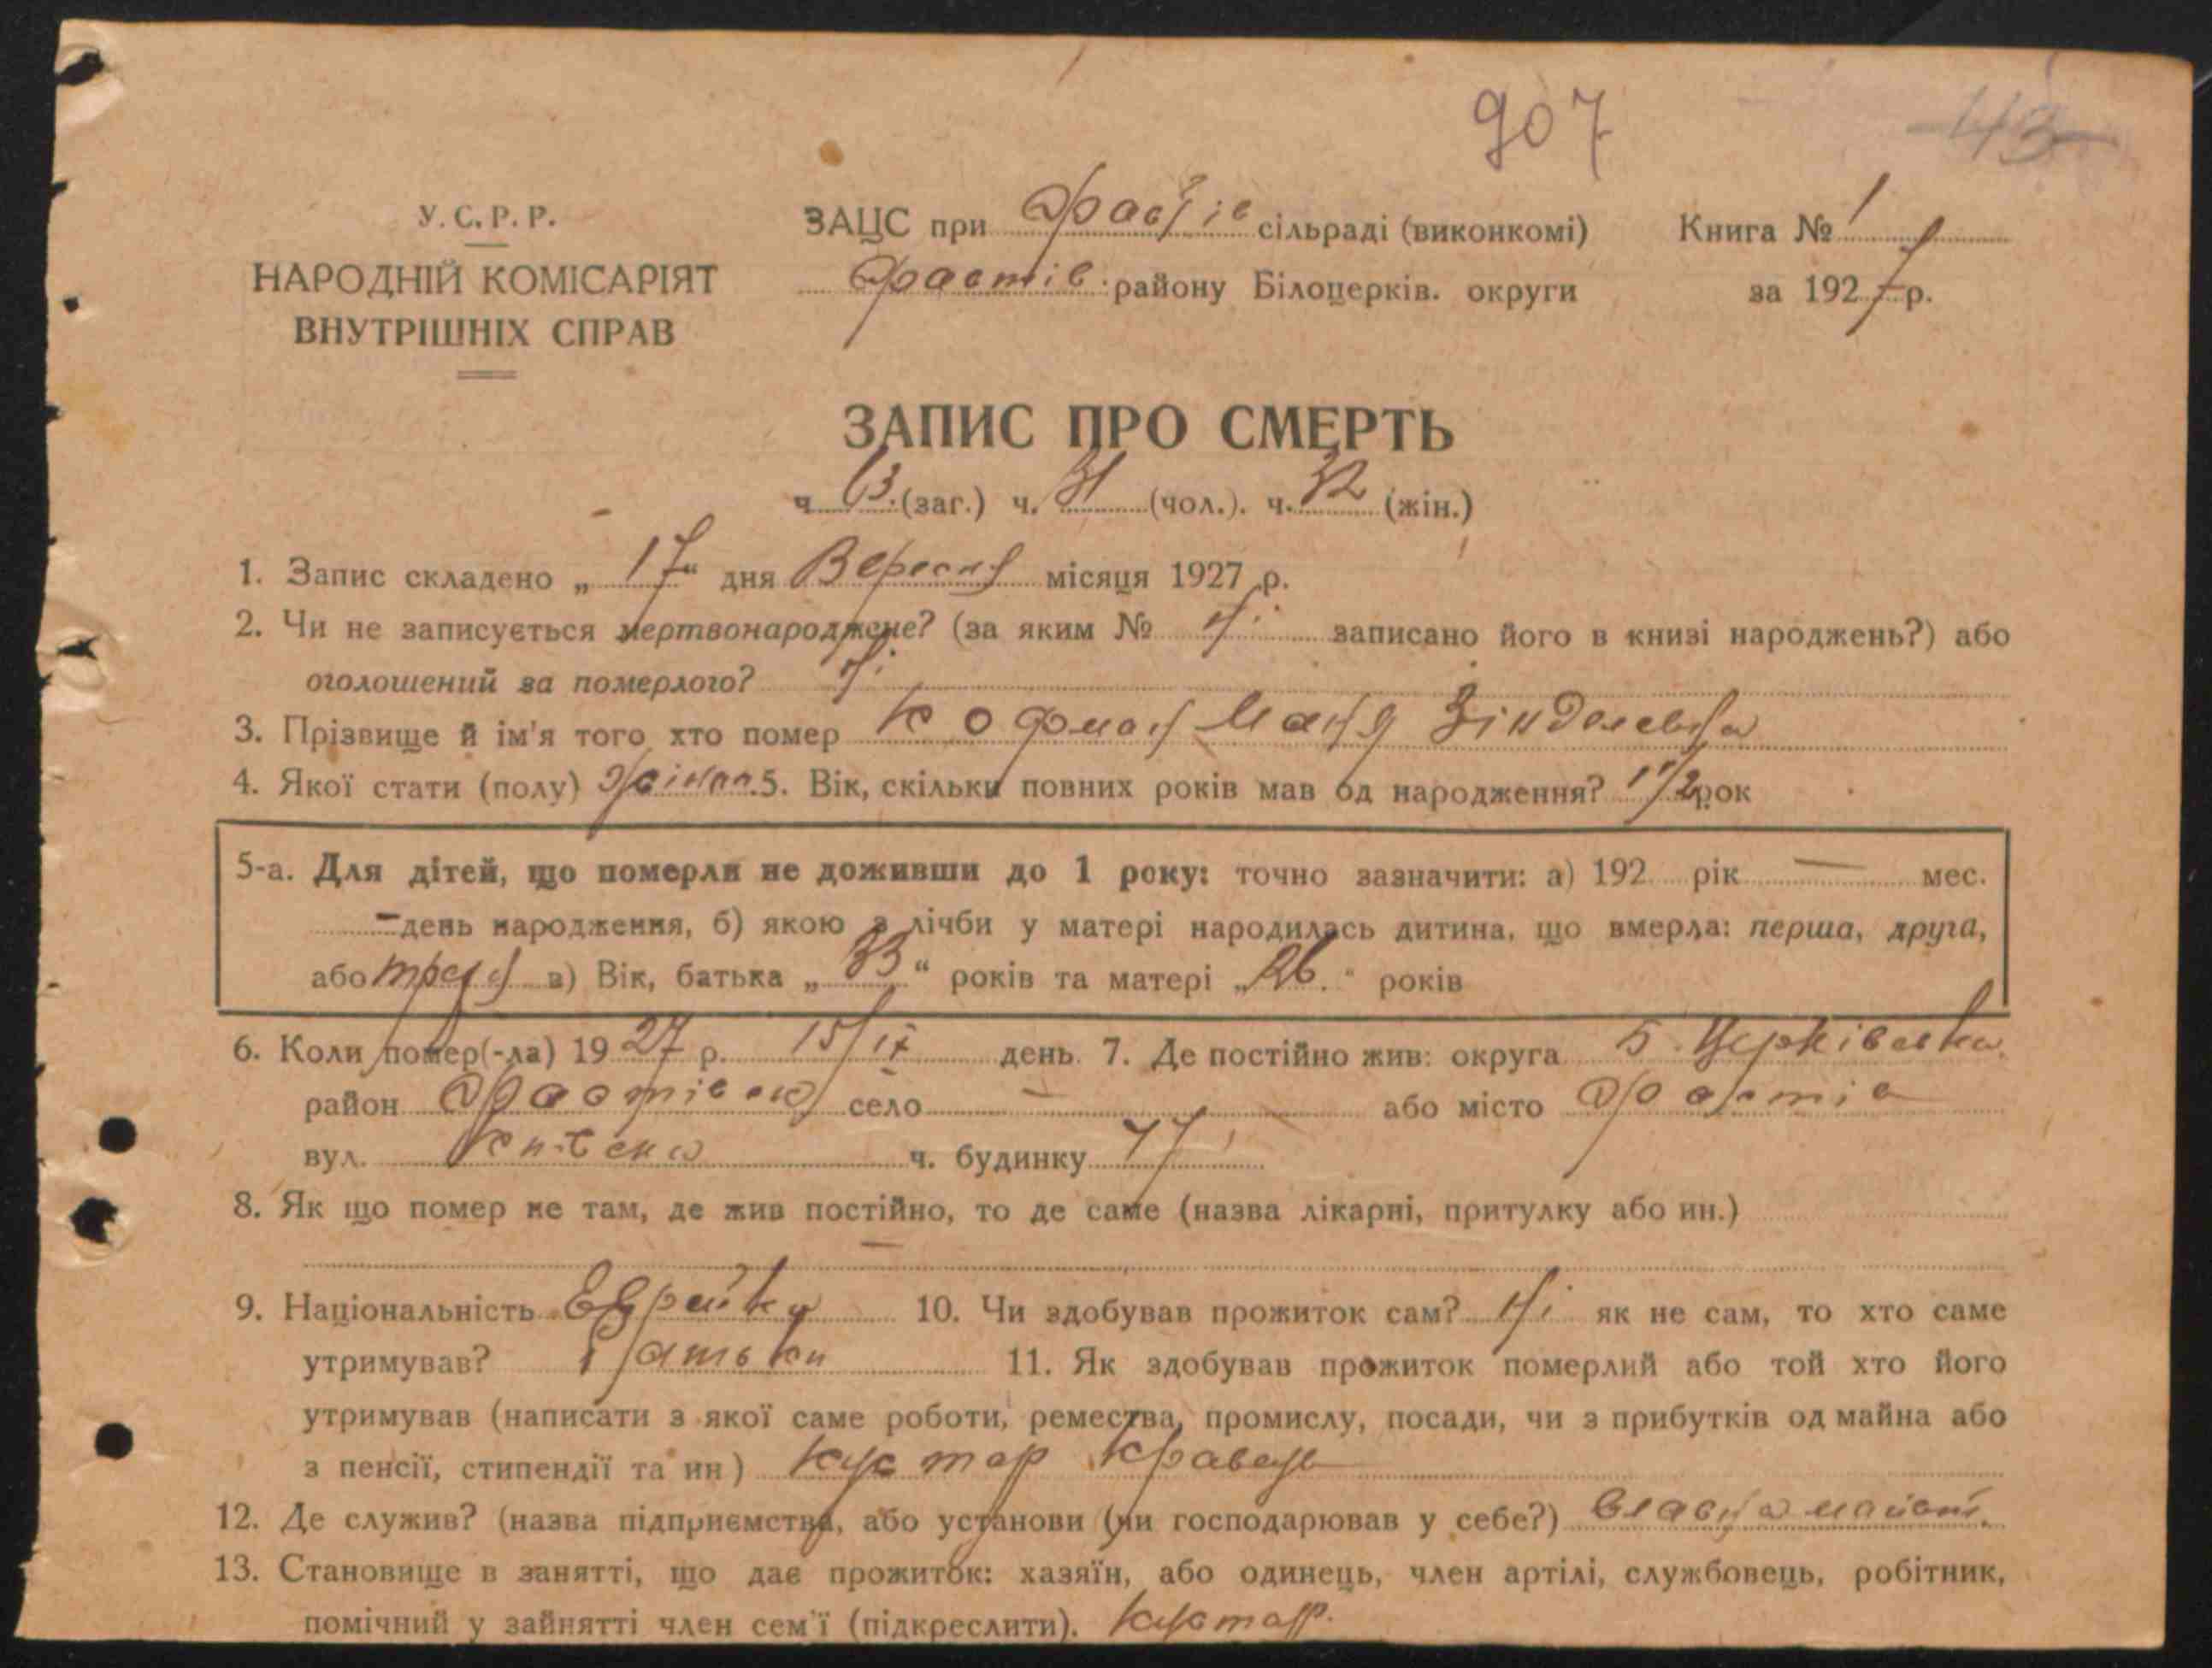 907 43
У.С.Р.Р.
НАРОДНІЙ КОМІСАРІЯТ
ВНУТРІШНІХ СПРАВ
ЗАЦС при Фастів сільраді (виконкомі)
Фастів. району Білоцерків. округи
Книга № 1
за 1927 р.
ЗАПИС ПРО СМЕРТЬ
ч 63. (заг.) ч. 31 (чол.). ч. 32 (жін.)
1. Запис складено „ 17 “ дня Вересня місяця 1927 р.
2. Чи не записується мертвонароджене? (за яким № Ні записано його в книзі народжень?) або
оголошений за померлого? Ні
3. Прізвище й ім'я того хто помер Кофман Маня Зінделевна
4. Якої стати (полу) жіноч. 5. Вік, скільки повних років мав од народження? 1 1/2 рок
5-а. Для дітей, що померли не доживши до 1 року: точно зазначити: а) 192 рік — мес.
— день народження, б) якою з лічби у матері народилась дитина, що вмерла: перша, друга,
або в) Вік, батька „ 33 “ років та матері „ 26. “ років
6. Коли помер(-ла) 1927 р. 15/ІХ день. 7. Де постійно жив: округа Б. Церківська
район село — або місто Фастів
вул. ч. будинку 77
8. Як що помер не там, де жив постійно, то де саме (назва лікарні, притулку або ин.)
—
9. Національність Еврейка 10. Чи здобував прожиток сам? Ні як не сам, то хто саме
утримував? Батьки 11. Як здобував прожиток померлий або той хто його
утримував (написати з якої саме роботи, ремества, промислу, посади, чи з прибутків од майна або
з пенсії, стипендії та ин) Кустар Кравець
12. Де служив? (назва підприємства, або установи (чи господарював у себе?) власна майст.
13. Становище в занятті, що дає прожиток: хазяїн, або одинець, член артілі, службовець, робітник,
помічний у зайнятті член сем'ї (підкреслити). Кустар.